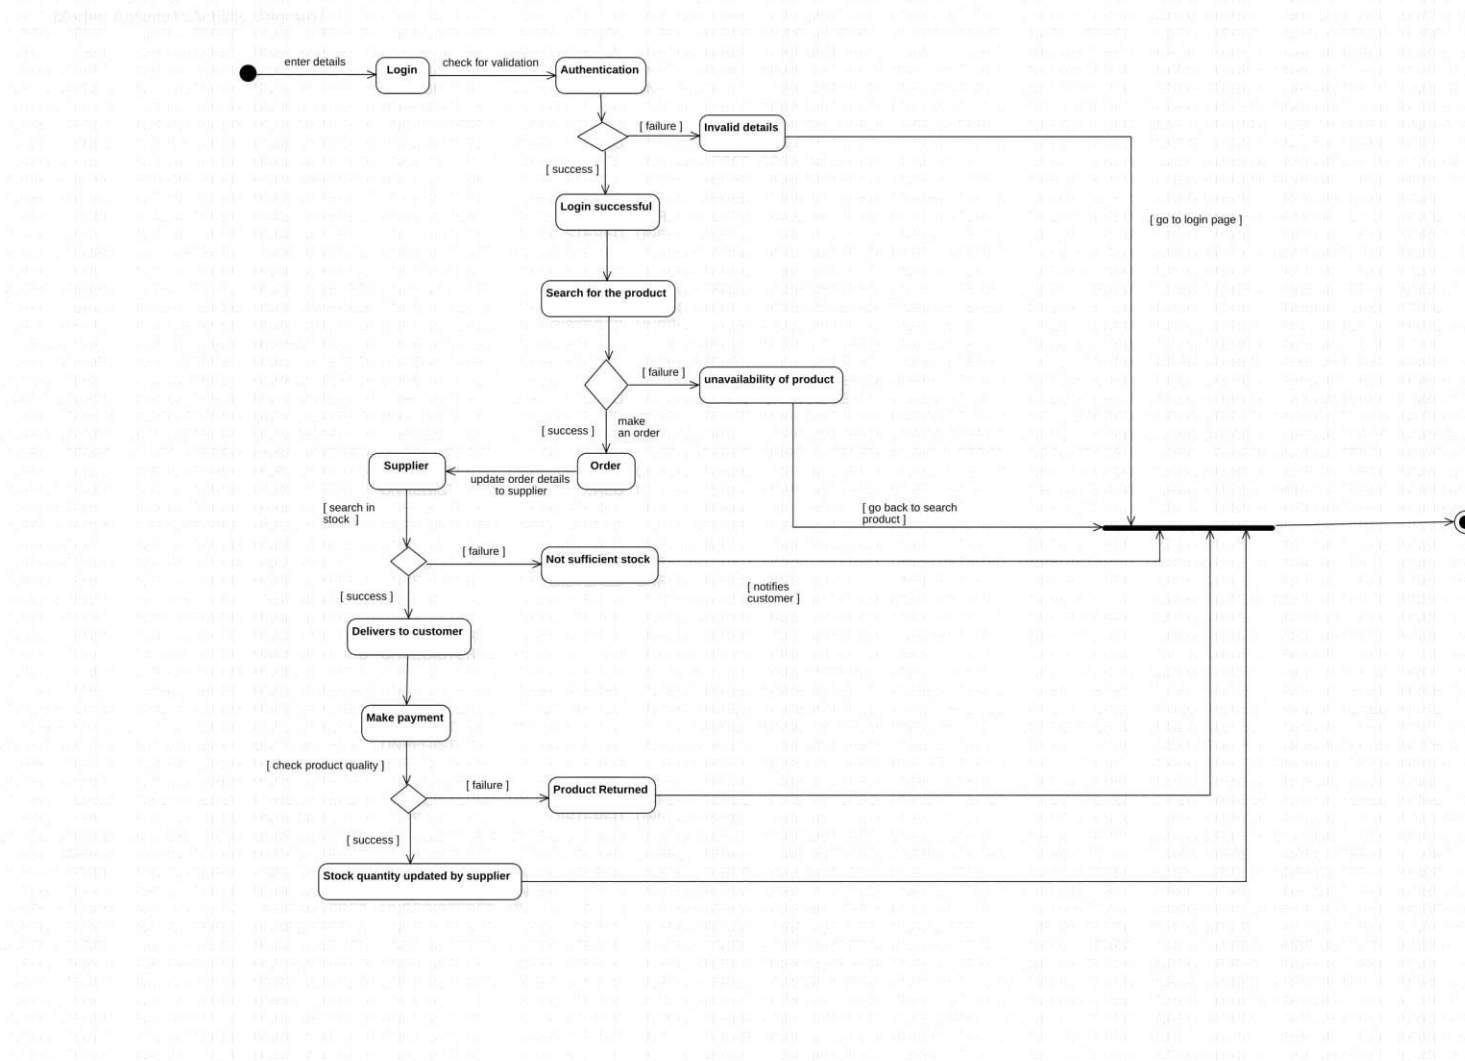 enter details
Login
check for validation
Authentication
[ failure ]
Invalid details
[ success ]
Login successful
[ go to login page ]
Search for the product
[ failure ]
unavailability of product
[ success ]
make
an order
Supplier
Order
update order details
to supplier
[ search in
stock ]
[ go back to search
product ]
[ failure ]
Not sufficient stock
[ success ]
[ notifies
customer ]
Delivers to customer
Make payment
[ check product quality ]
[ failure ]
Product Returned
[ success ]
Stock quantity updated by supplier